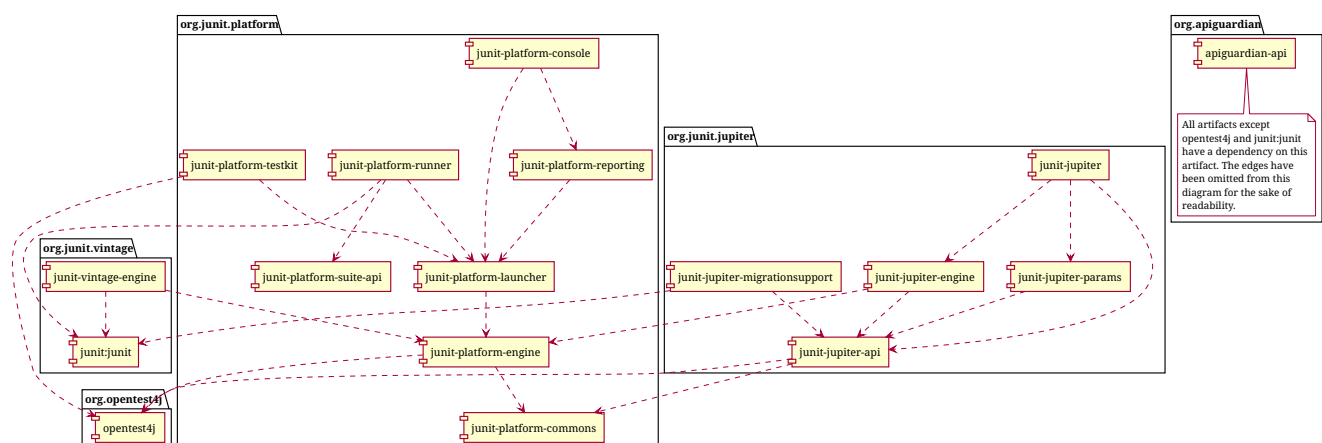 org.junit.platform
org.apiguardian
junit-platform-console
apiguardian-api
All artifacts except
opentest4j and junit:junit
have a dependency on this
artifact. The edges have
been omitted from this
diagram for the sake of
readability.
org.junit.jupiter
junit-platform-testkit
junit-platform-runner
junit-platform-reporting
junit-jupiter
org.junit.vintage
junit-vintage-engine
junit-platform-suite-api
junit-platform-launcher
junit-jupiter-migrationsupport
junit-jupiter-engine
junit-jupiter-params
junit:junit
junit-platform-engine
junit-jupiter-api
org.opentest4j
opentest4j
junit-platform-commons